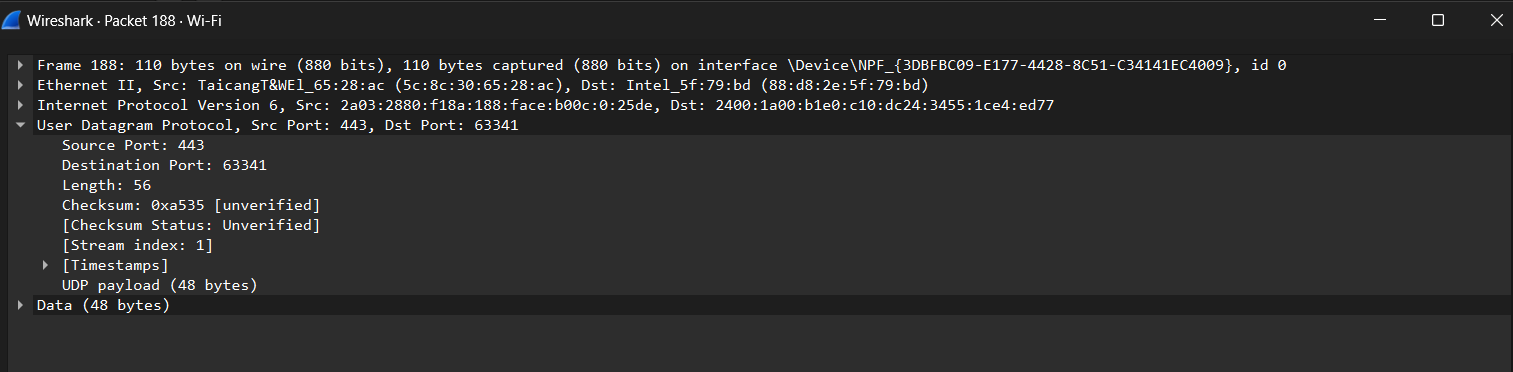 Wireshark · Packet 188 · Wi-Fi
Frame 188: 110 bytes on wire (880 bits), 110 bytes captured (880 bits) on interface \Device\NPF_{3DBFBC09-E177-4428-8C51-C34141EC4009}, id 0
Ethernet II, Src: TaicangT&WEl_65:28:ac (5c:8c:30:65:28:ac), Dst: Intel_5f:79:bd (88:d8:2e:5f:79:bd)
Internet Protocol Version 6, Src: 2a03:2880:f18a:188:face:b00c:0:25de, Dst: 2400:1a00:b1e0:c10:dc24:3455:1ce4:ed77
User Datagram Protocol, Src Port: 443, Dst Port: 63341
Source Port: 443
Destination Port: 63341
Length: 56
Checksum: 0xa535 [unverified]
[Checksum Status: Unverified]
[Stream index: 1]
[Timestamps]
UDP payload (48 bytes)
Data (48 bytes)